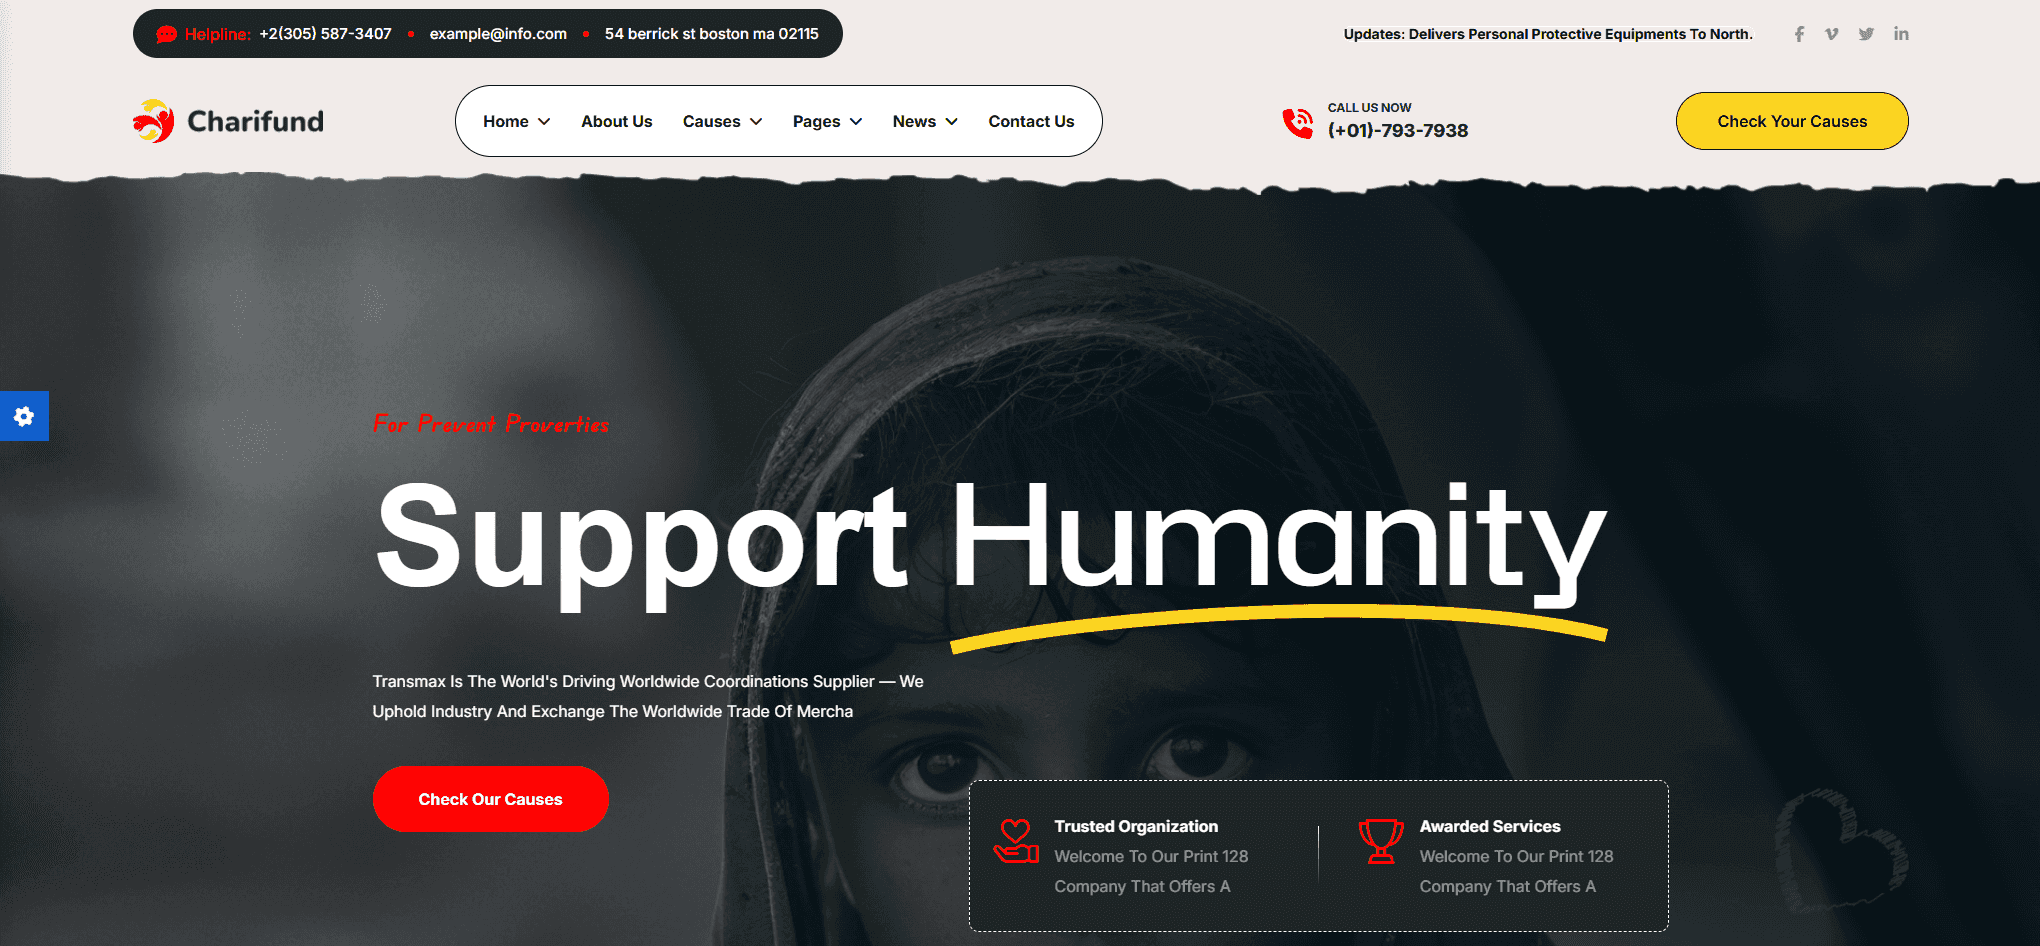 Helpline: +2(305) 587-3407 example@info.com 54 berrick st boston ma 02115
Updates: Delivers Personal Protective Equipments To North.
Charifund
Home About Us Causes Pages News Contact Us
CALL US NOW
(+01)-793-7938
Check Your Causes
For Prevent Proverties
Support Humanity
Transmax Is The World's Driving Worldwide Coordinations Supplier — We
Uphold Industry And Exchange The Worldwide Trade Of Mercha
Check Our Causes
Trusted Organization
Welcome To Our Print 128
Company That Offers A
Awarded Services
Welcome To Our Print 128
Company That Offers A